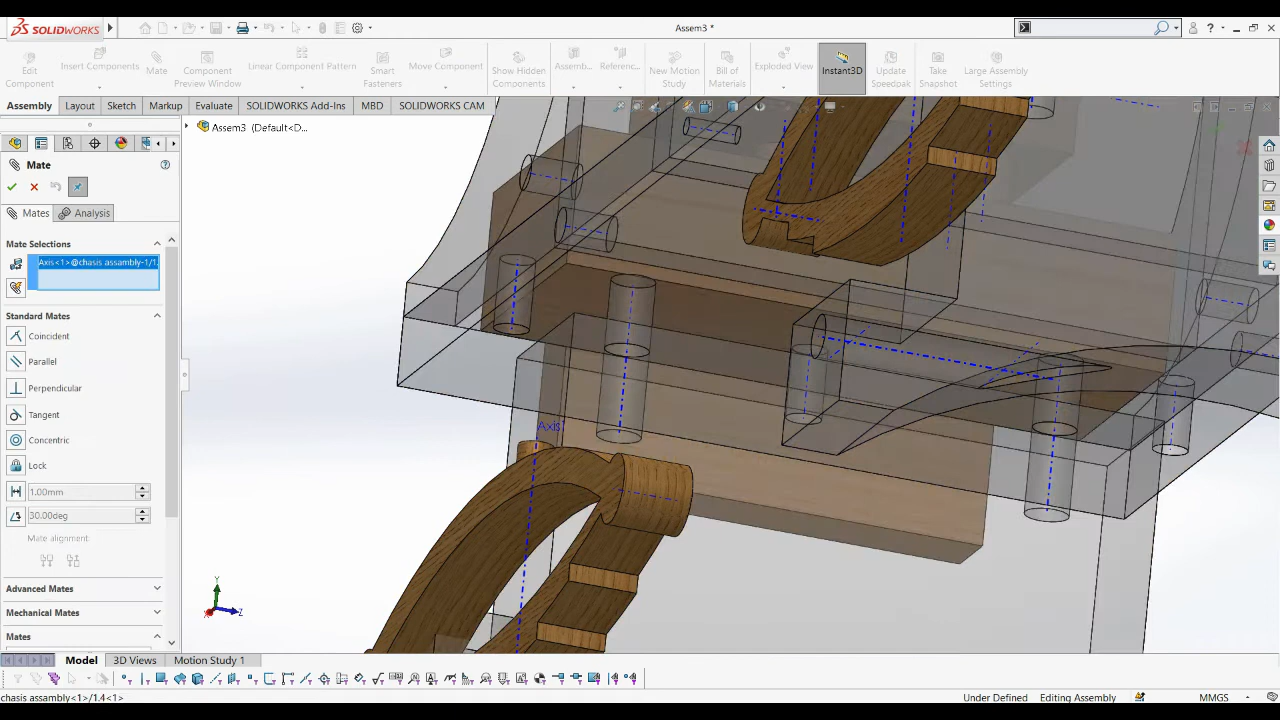 SOLIDWORKS
Assem3 *
Edit Component
Insert Components
Mate
Component Preview Window
Linear Component Pattern
Smart Fasteners
Move Component
Show Hidden Components
Assemb...
Referenc...
New Motion Study
Bill of Materials
Exploded View
Instant3D
Update Speedpak
Take Snapshot
Large Assembly Settings
Assembly Layout Sketch Markup Evaluate SOLIDWORKS Add-Ins MBD SOLIDWORKS CAM
Assem3 (Default<D...
Mate
Mates Analysis
Mate Selections
Axis<1>@chasis assambly-1/1.
Standard Mates
Coincident
Parallel
Perpendicular
Tangent
Concentric
Lock
1.00mm
30.00deg
Mate alignment:
Advanced Mates
Mechanical Mates
Mates
Axis
Y
Z
Model 3D Views Motion Study 1
chasis assambly<1>/1.4<1>
Under Defined Editing Assembly MMGS